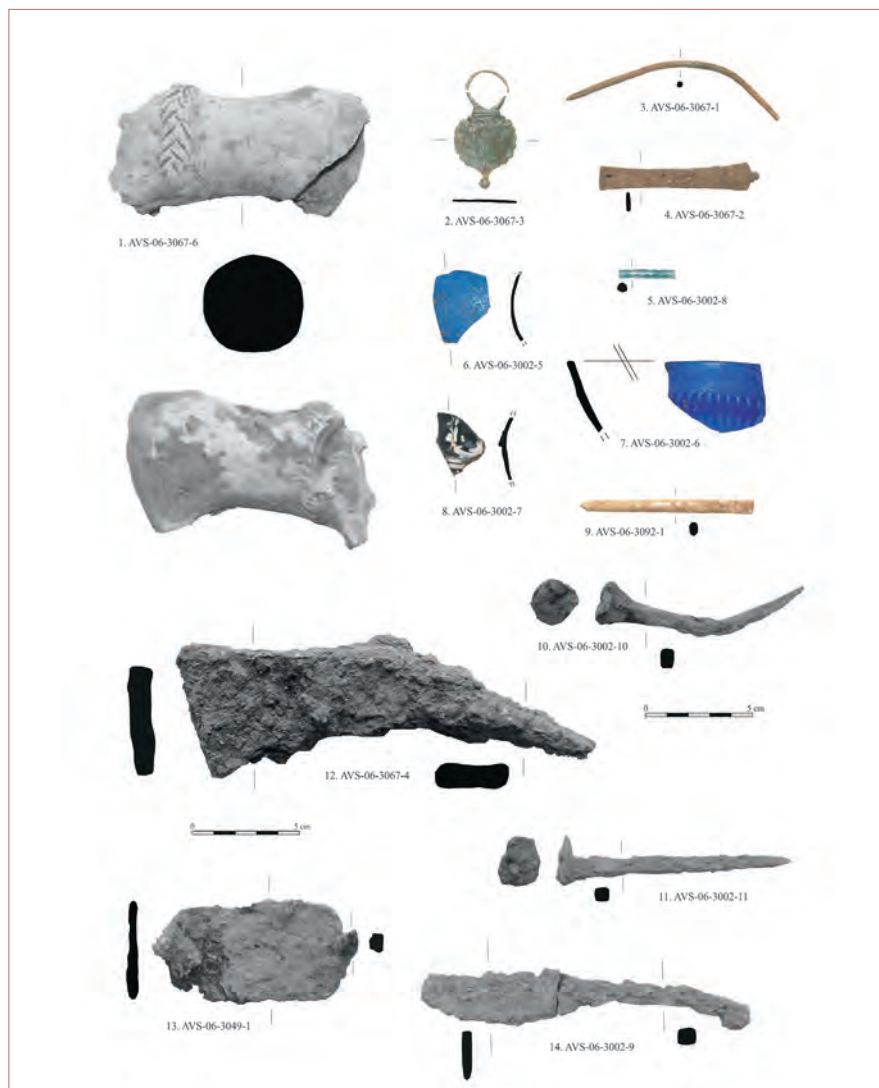 1. AVS-06-3067-6
2. AVS-06-3067-3
3. AVS-06-3067-1
4. AVS-06-3067-2
5. AVS-06-3002-8
6. AVS-06-3002-5
7. AVS-06-3002-6
8. AVS-06-3002-7
9. AVS-06-3092-1
10. AVS-06-3002-10
0 5 cm
12. AVS-06-3067-4
0 5 cm
11. AVS-06-3002-11
13. AVS-06-3049-1
14. AVS-06-3002-9